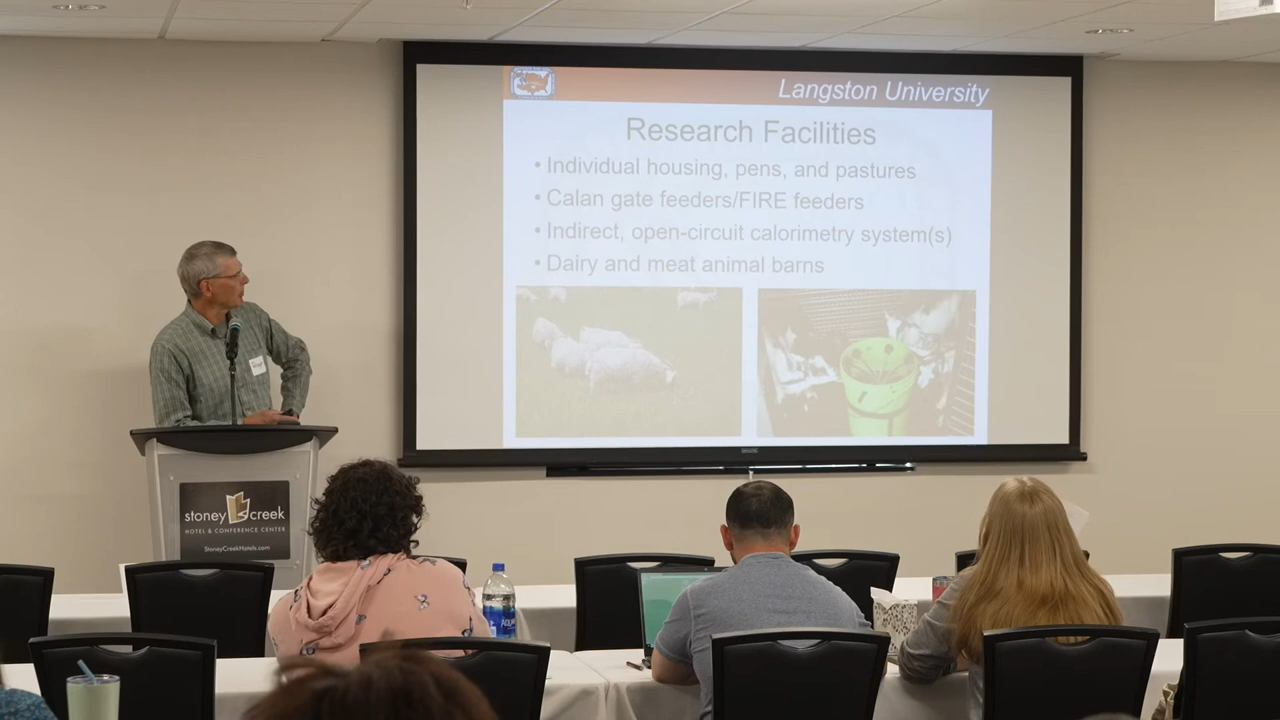 Langston University
Research Facilities
• Individual housing, pens, and pastures
• Calan gate feeders/FIRE feeders
• Indirect, open-circuit calorimetry system(s)
• Dairy and meat animal barns
stoney creek
HOTEL & CONFERENCE CENTER
StoneyCreekHotels.com
AQUA